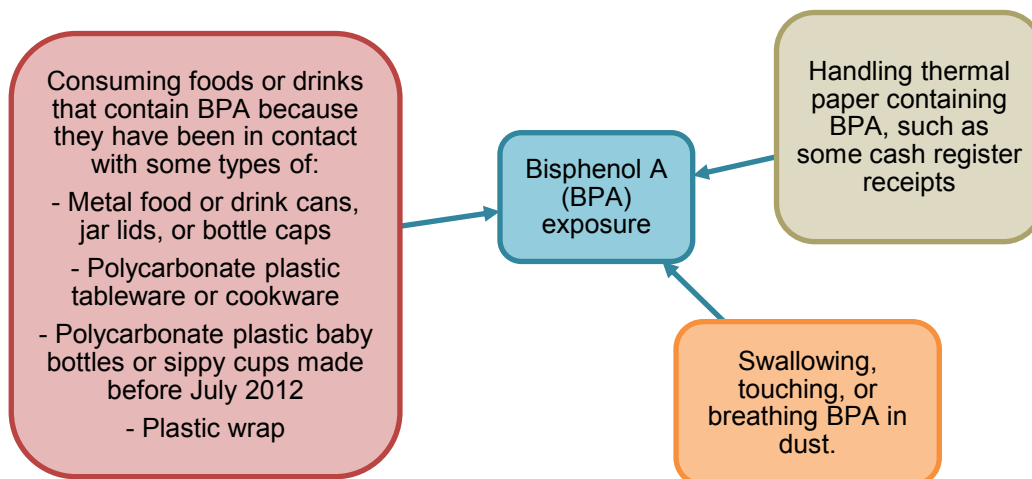 Consuming foods or drinks
that contain BPA because
they have been in contact
with some types of:
- Metal food or drink cans,
jar lids, or bottle caps
- Polycarbonate plastic
tableware or cookware
- Polycarbonate plastic baby
bottles or sippy cups made
before July 2012
- Plastic wrap
Bisphenol A
(BPA)
exposure
Handling thermal
paper containing
BPA, such as
some cash register
receipts
Swallowing,
touching, or
breathing BPA in
dust.